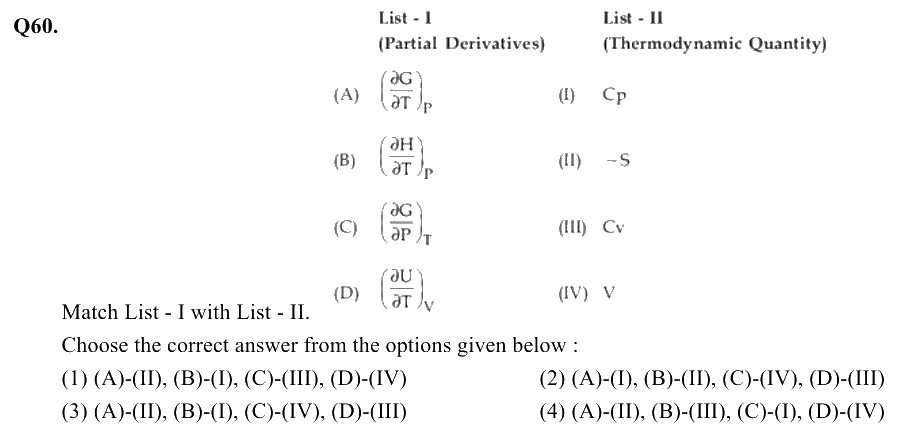 Q60.
List - I List - II
(Partial Derivatives) (Thermodynamic Quantity)
(A) (∂G/∂T)P (I) Cp
(B) (∂H/∂T)P (II) −S
(C) (∂G/∂P)T (III) Cv
(D) (∂U/∂T)V (IV) V
Match List - I with List - II.
Choose the correct answer from the options given below :
(1) (A)-(II), (B)-(I), (C)-(III), (D)-(IV) (2) (A)-(I), (B)-(II), (C)-(IV), (D)-(III)
(3) (A)-(II), (B)-(I), (C)-(IV), (D)-(III) (4) (A)-(II), (B)-(III), (C)-(I), (D)-(IV)